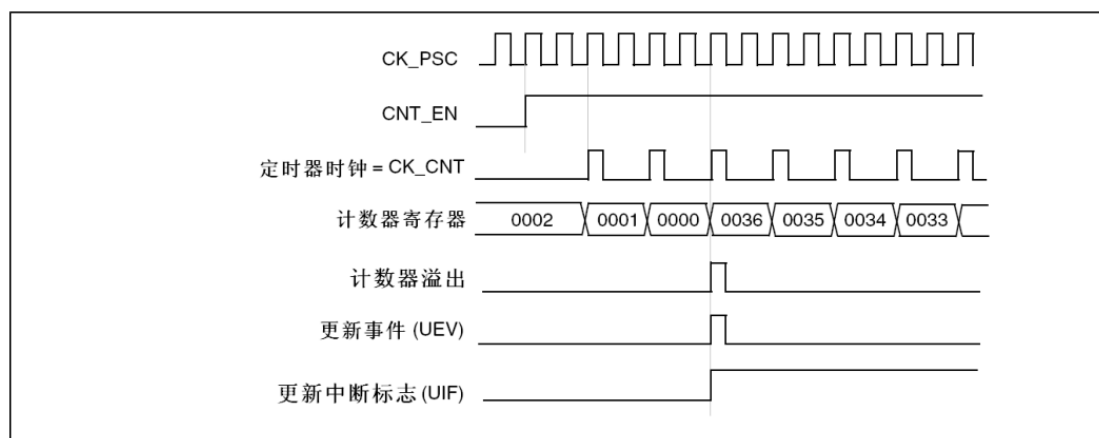 CK_PSC
CNT_EN
定时器时钟 = CK_CNT
计数器寄存器 0002 0001 0000 0036 0035 0034 0033
计数器溢出
更新事件 (UEV)
更新中断标志 (UIF)